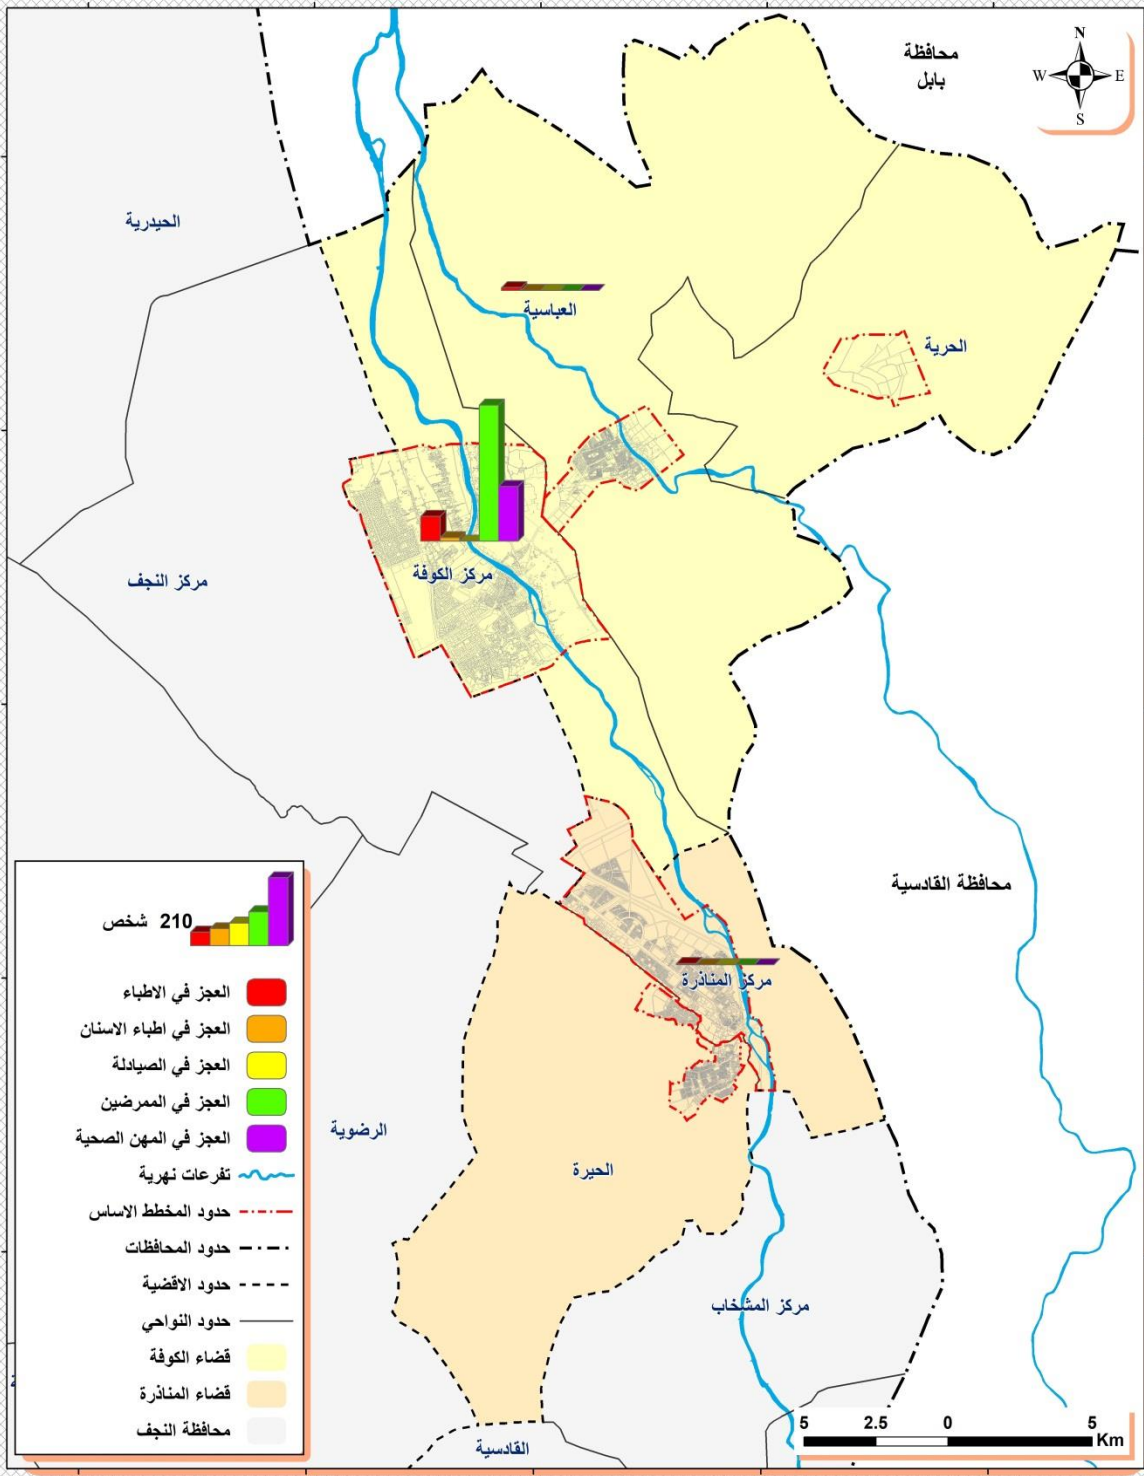 محافظة
بابل
N
W
E
S
الحيدرية
العباسية
الحرية
مركز الكوفة
مركز النجف
محافظة القادسية
مركز المناذرة
الرضوية
الحيرة
مركز المشخاب
القادسية
210 شخص
العجز في الاطباء
العجز في اطباء الاسنان
العجز في الصيادلة
العجز في الممرضين
العجز في المهن الصحية
تفرعات نهرية
حدود المخطط الاساس
حدود المحافظات
حدود الاقضية
حدود النواحي
قضاء الكوفة
قضاء المناذرة
محافظة النجف
5 2.5 0 5
Km